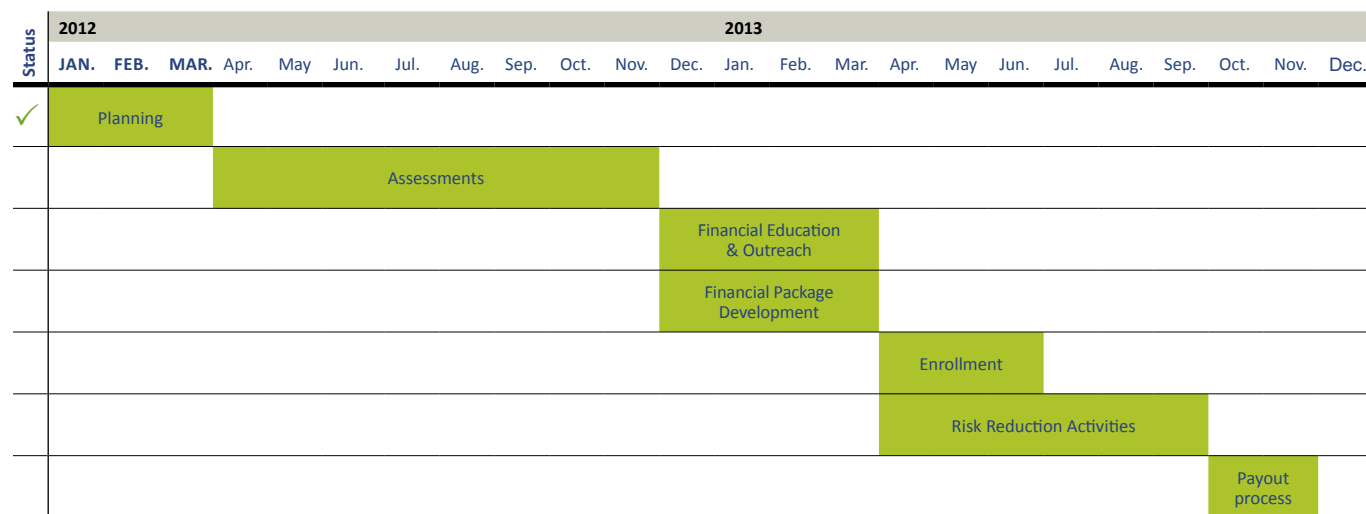 Status
2012 2013
JAN. FEB. MAR. Apr. May Jun. Jul. Aug. Sep. Oct. Nov. Dec. Jan. Feb. Mar. Apr. May Jun. Jul. Aug. Sep. Oct. Nov. Dec.
Planning
Assessments
Financial Education
& Outreach
Financial Package
Development
Enrollment
Risk Reduction Activities
Payout
process